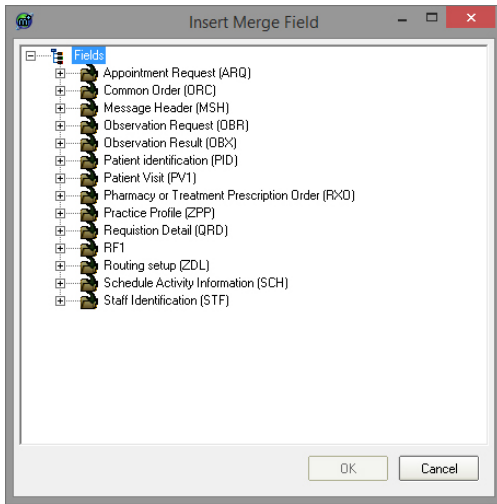 Insert Merge Field
Fields
Appointment Request (ARQ)
Common Order (ORC)
Message Header (MSH)
Observation Request (OBR)
Observation Result (OBX)
Patient identification (PID)
Patient Visit (PV1)
Pharmacy or Treatment Prescription Order (RXO)
Practice Profile (ZPP)
Requistion Detail (QRD)
RF1
Routing setup (ZDL)
Schedule Activity Information (SCH)
Staff Identification (STF)
OK Cancel